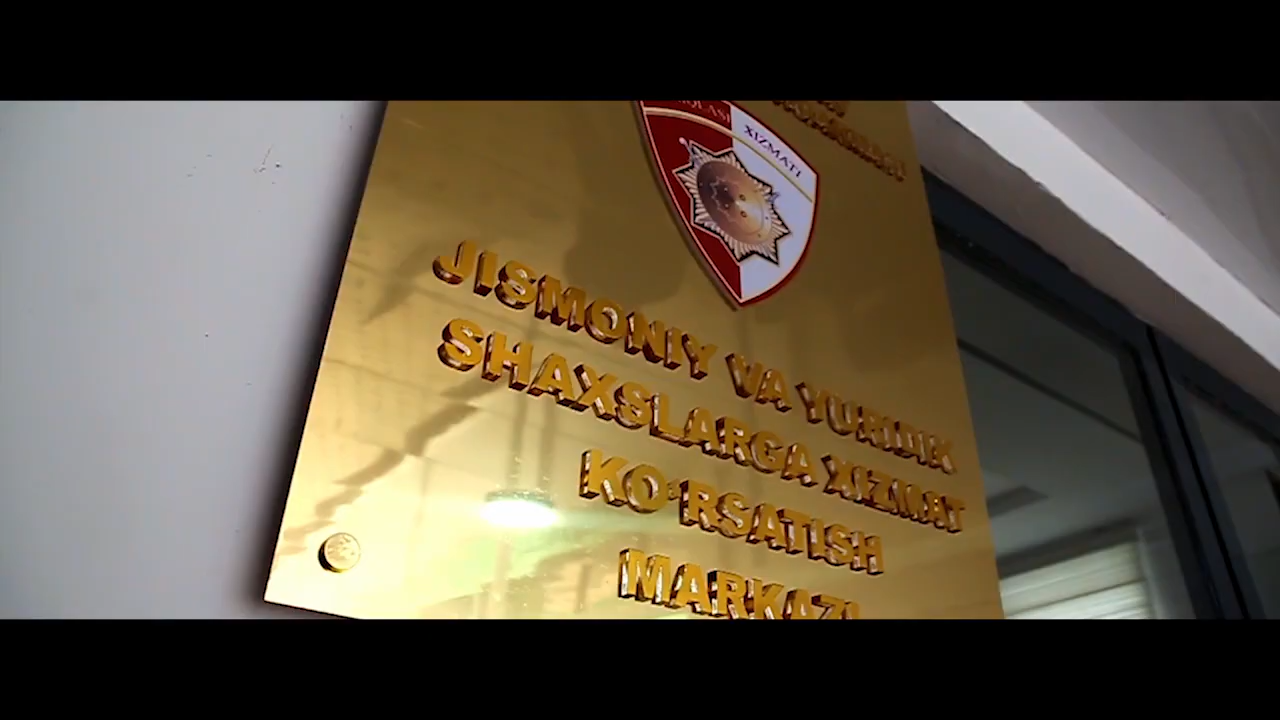 XIZMATI
JISMONIY VA YURIDIK
SHAXSLARGA XIZMAT
KO‘RSATISH
MARKAZI